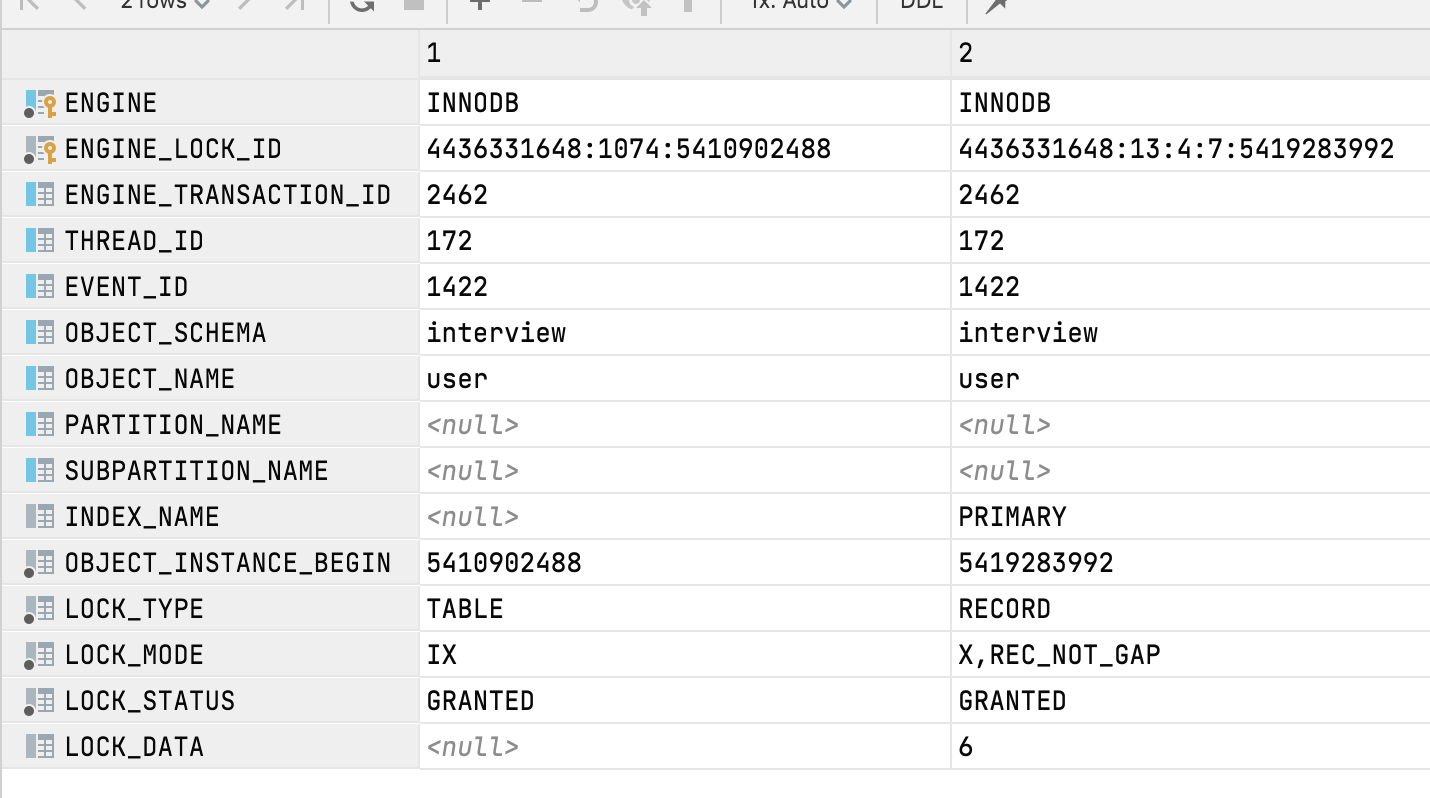 2 rows Tx: Auto DDL
1 2
ENGINE INNODB INNODB
ENGINE_LOCK_ID 4436331648:1074:5410902488 4436331648:13:4:7:5419283992
ENGINE_TRANSACTION_ID 2462 2462
THREAD_ID 172 172
EVENT_ID 1422 1422
OBJECT_SCHEMA interview interview
OBJECT_NAME user user
PARTITION_NAME <null> <null>
SUBPARTITION_NAME <null> <null>
INDEX_NAME <null> PRIMARY
OBJECT_INSTANCE_BEGIN 5410902488 5419283992
LOCK_TYPE TABLE RECORD
LOCK_MODE IX X,REC_NOT_GAP
LOCK_STATUS GRANTED GRANTED
LOCK_DATA <null> 6